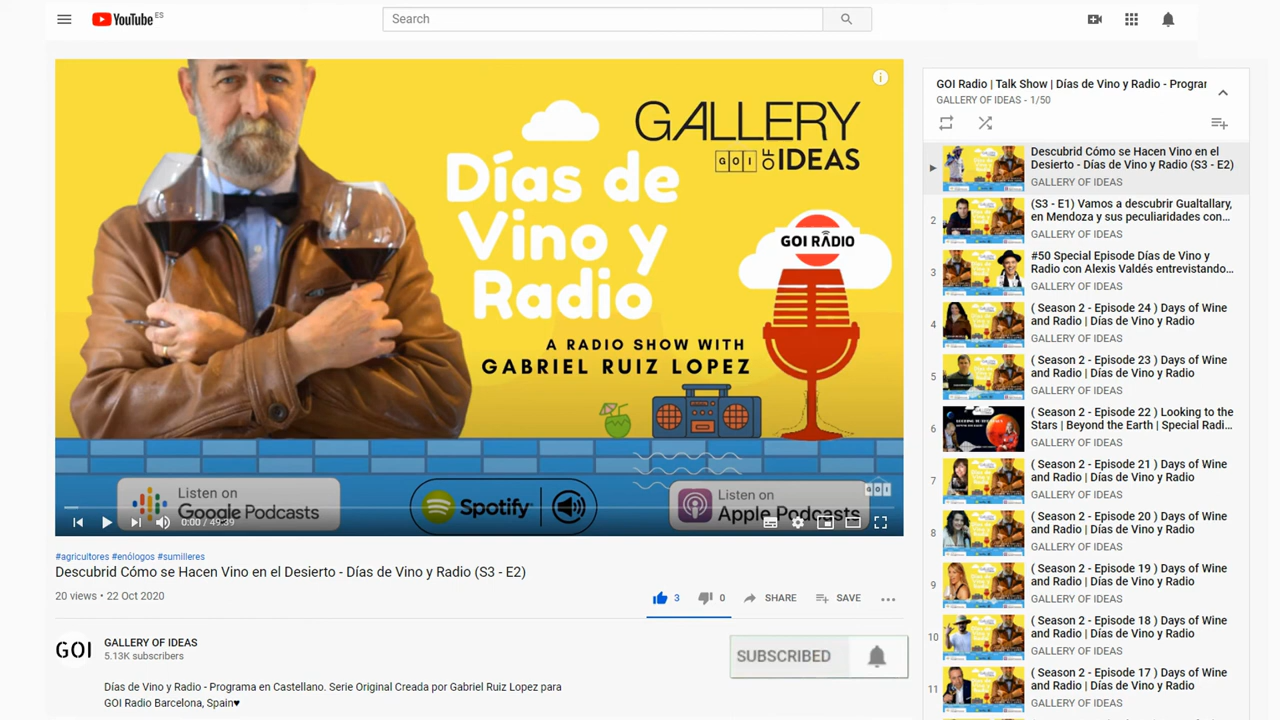 YouTube ES
Search
GALLERY
GOI OF IDEAS
Días de
Vino y
Radio
GOI RADIO
A RADIO SHOW WITH
GABRIEL RUIZ LOPEZ
Listen on
Google Podcasts
Spotify
Listen on
Apple Podcasts
GOI
0:00 / 49:39
#agricultores #enólogos #sumilleres
Descubrid Cómo se Hacen Vino en el Desierto - Días de Vino y Radio (S3 - E2)
20 views • 22 Oct 2020
3
0
SHARE
SAVE
GOI
GALLERY OF IDEAS
5.13K subscribers
SUBSCRIBED
Días de Vino y Radio - Programa en Castellano. Serie Original Creada por Gabriel Ruiz Lopez para
GOI Radio Barcelona, Spain♥
GOI Radio | Talk Show | Días de Vino y Radio - Prograr
GALLERY OF IDEAS - 1/50
Descubrid Cómo se Hacen Vino en el
Desierto - Días de Vino y Radio (S3 - E2)
GALLERY OF IDEAS
2
(S3 - E1) Vamos a descubrir Gualtallary,
en Mendoza y sus peculiaridades con...
GALLERY OF IDEAS
3
#50 Special Episode Días de Vino y
Radio con Alexis Valdés entrevistando...
GALLERY OF IDEAS
4
( Season 2 - Episode 24 ) Days of Wine
and Radio | Días de Vino y Radio
GALLERY OF IDEAS
5
( Season 2 - Episode 23 ) Days of Wine
and Radio | Días de Vino y Radio
GALLERY OF IDEAS
6
( Season 2 - Episode 22 ) Looking to the
Stars | Beyond the Earth | Special Radi...
GALLERY OF IDEAS
7
( Season 2 - Episode 21 ) Days of Wine
and Radio | Días de Vino y Radio
GALLERY OF IDEAS
8
( Season 2 - Episode 20 ) Days of Wine
and Radio | Días de Vino y Radio
GALLERY OF IDEAS
9
( Season 2 - Episode 19 ) Days of Wine
and Radio | Días de Vino y Radio
GALLERY OF IDEAS
10
( Season 2 - Episode 18 ) Days of Wine
and Radio | Días de Vino y Radio
GALLERY OF IDEAS
11
( Season 2 - Episode 17 ) Days of Wine
and Radio | Días de Vino y Radio
GALLERY OF IDEAS